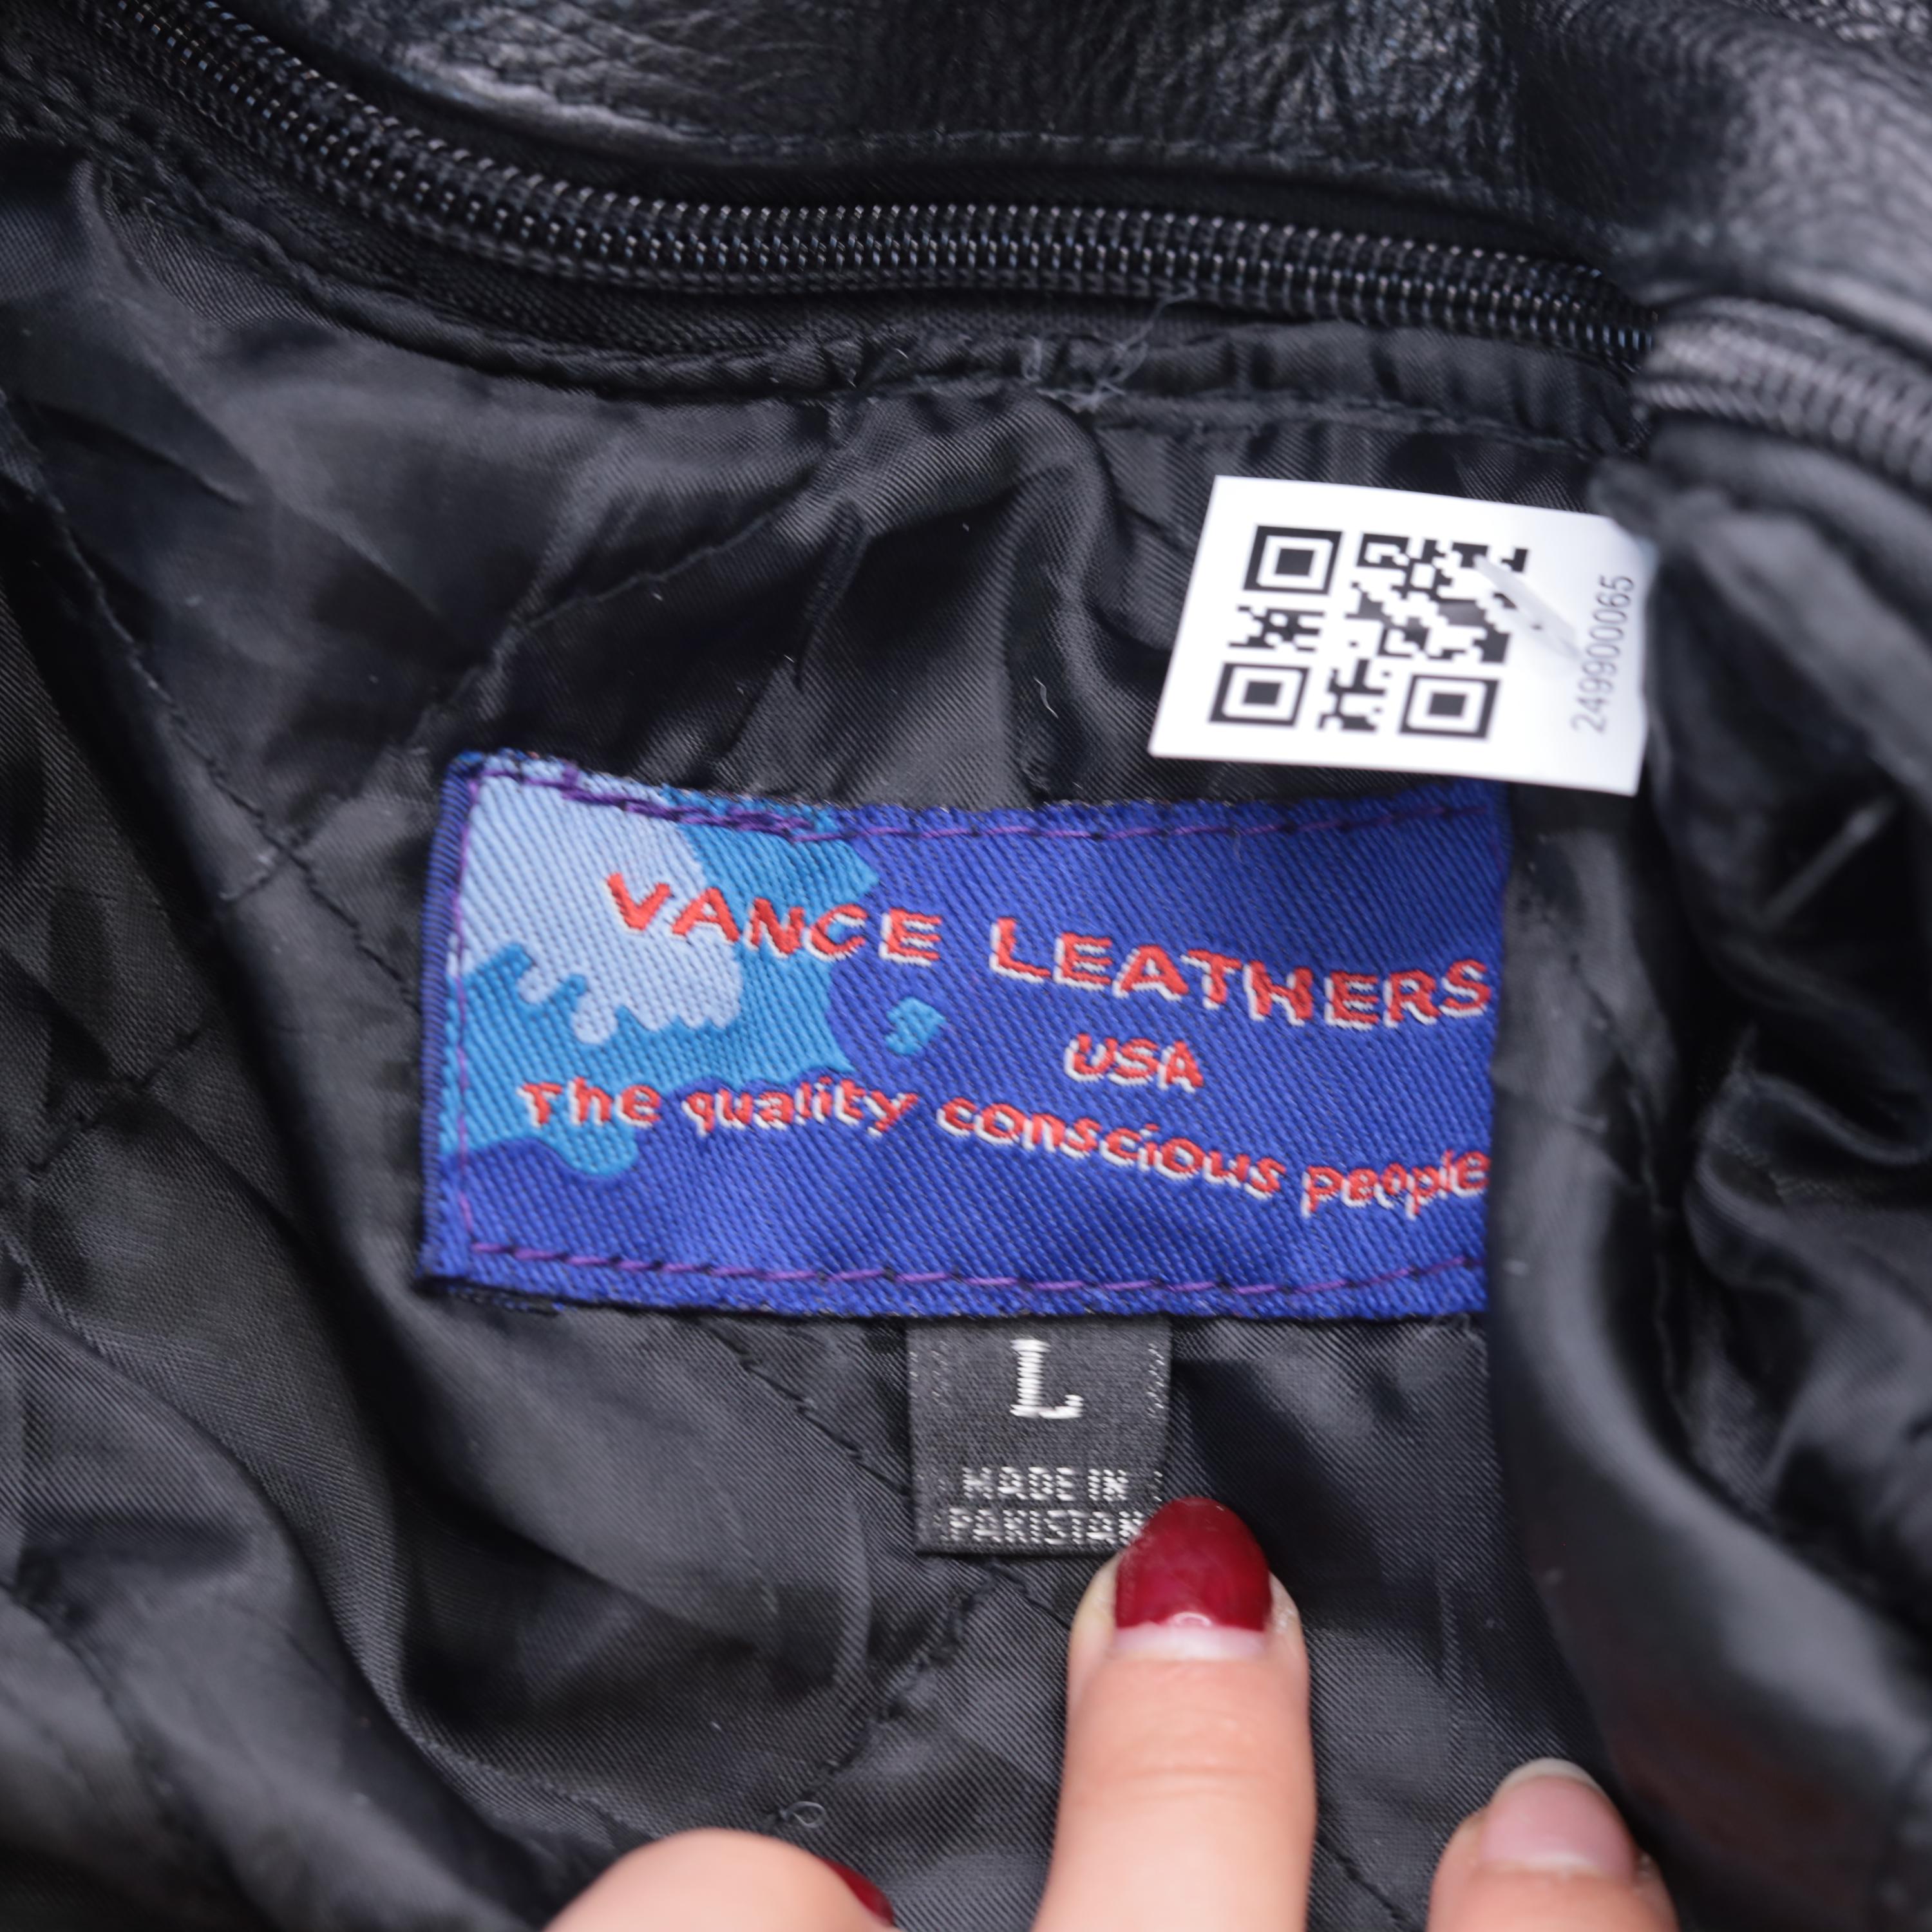 249900065
VANCE LEATHERS
USA
The quality conscious people
L
MADE IN
PAKISTAN